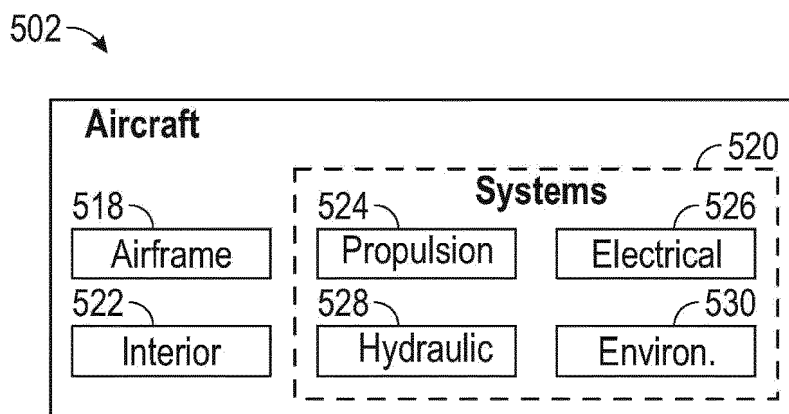 502
Aircraft
520
Systems
518 524 526
Airframe Propulsion Electrical
522 528 530
Interior Hydraulic Environ.